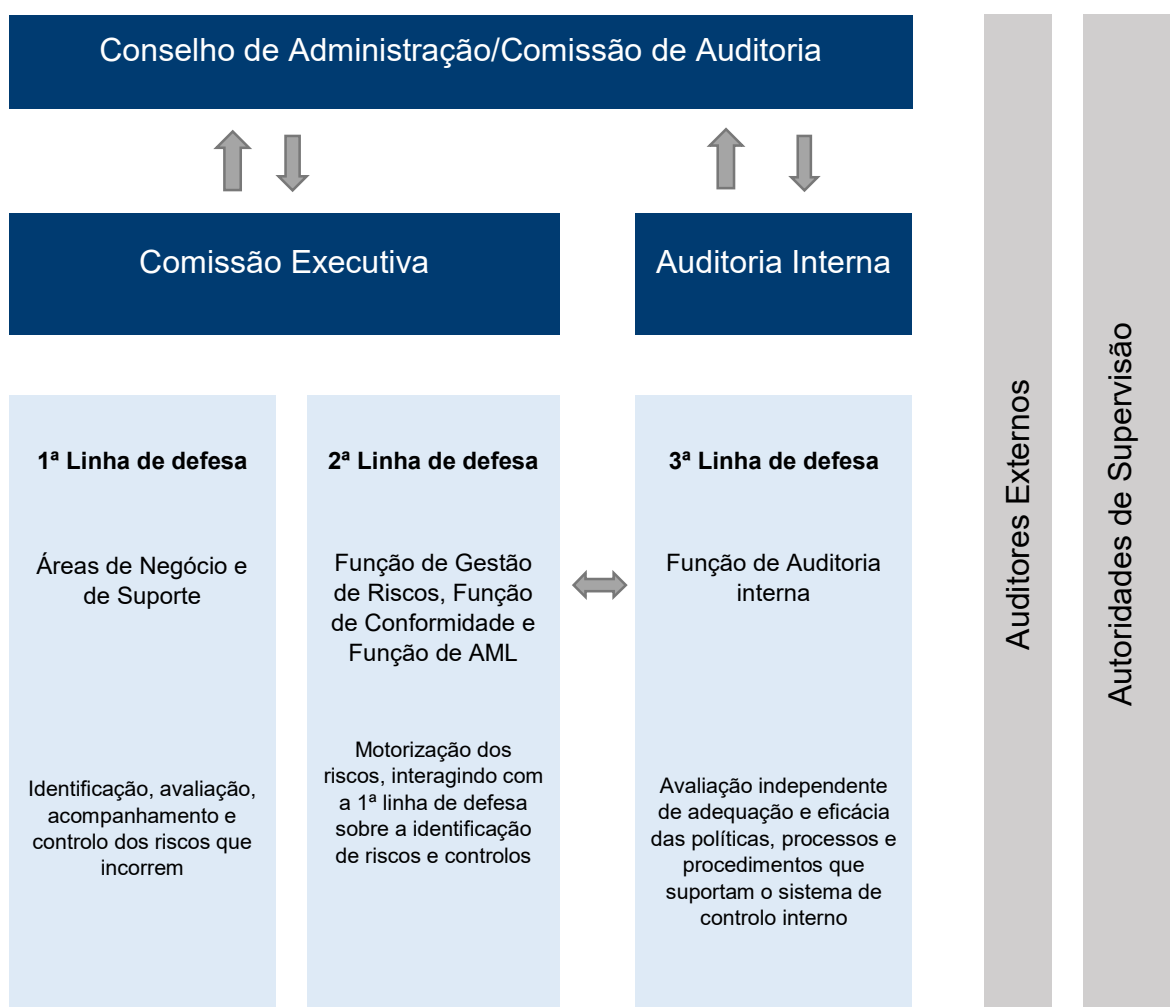 Conselho de Administração/Comissão de Auditoria
Comissão Executiva
Auditoria Interna
1ª Linha de defesa
Áreas de Negócio e
de Suporte
Identificação, avaliação,
acompanhamento e
controlo dos riscos que
incorrem
2ª Linha de defesa
Função de Gestão
de Riscos, Função
de Conformidade e
Função de AML
Motorização dos
riscos, interagindo com
a 1ª linha de defesa
sobre a identificação
de riscos e controlos
3ª Linha de defesa
Função de Auditoria
interna
Avaliação independente
de adequação e eficácia
das políticas, processos e
procedimentos que
suportam o sistema de
controlo interno
Auditores Externos
Autoridades de Supervisão